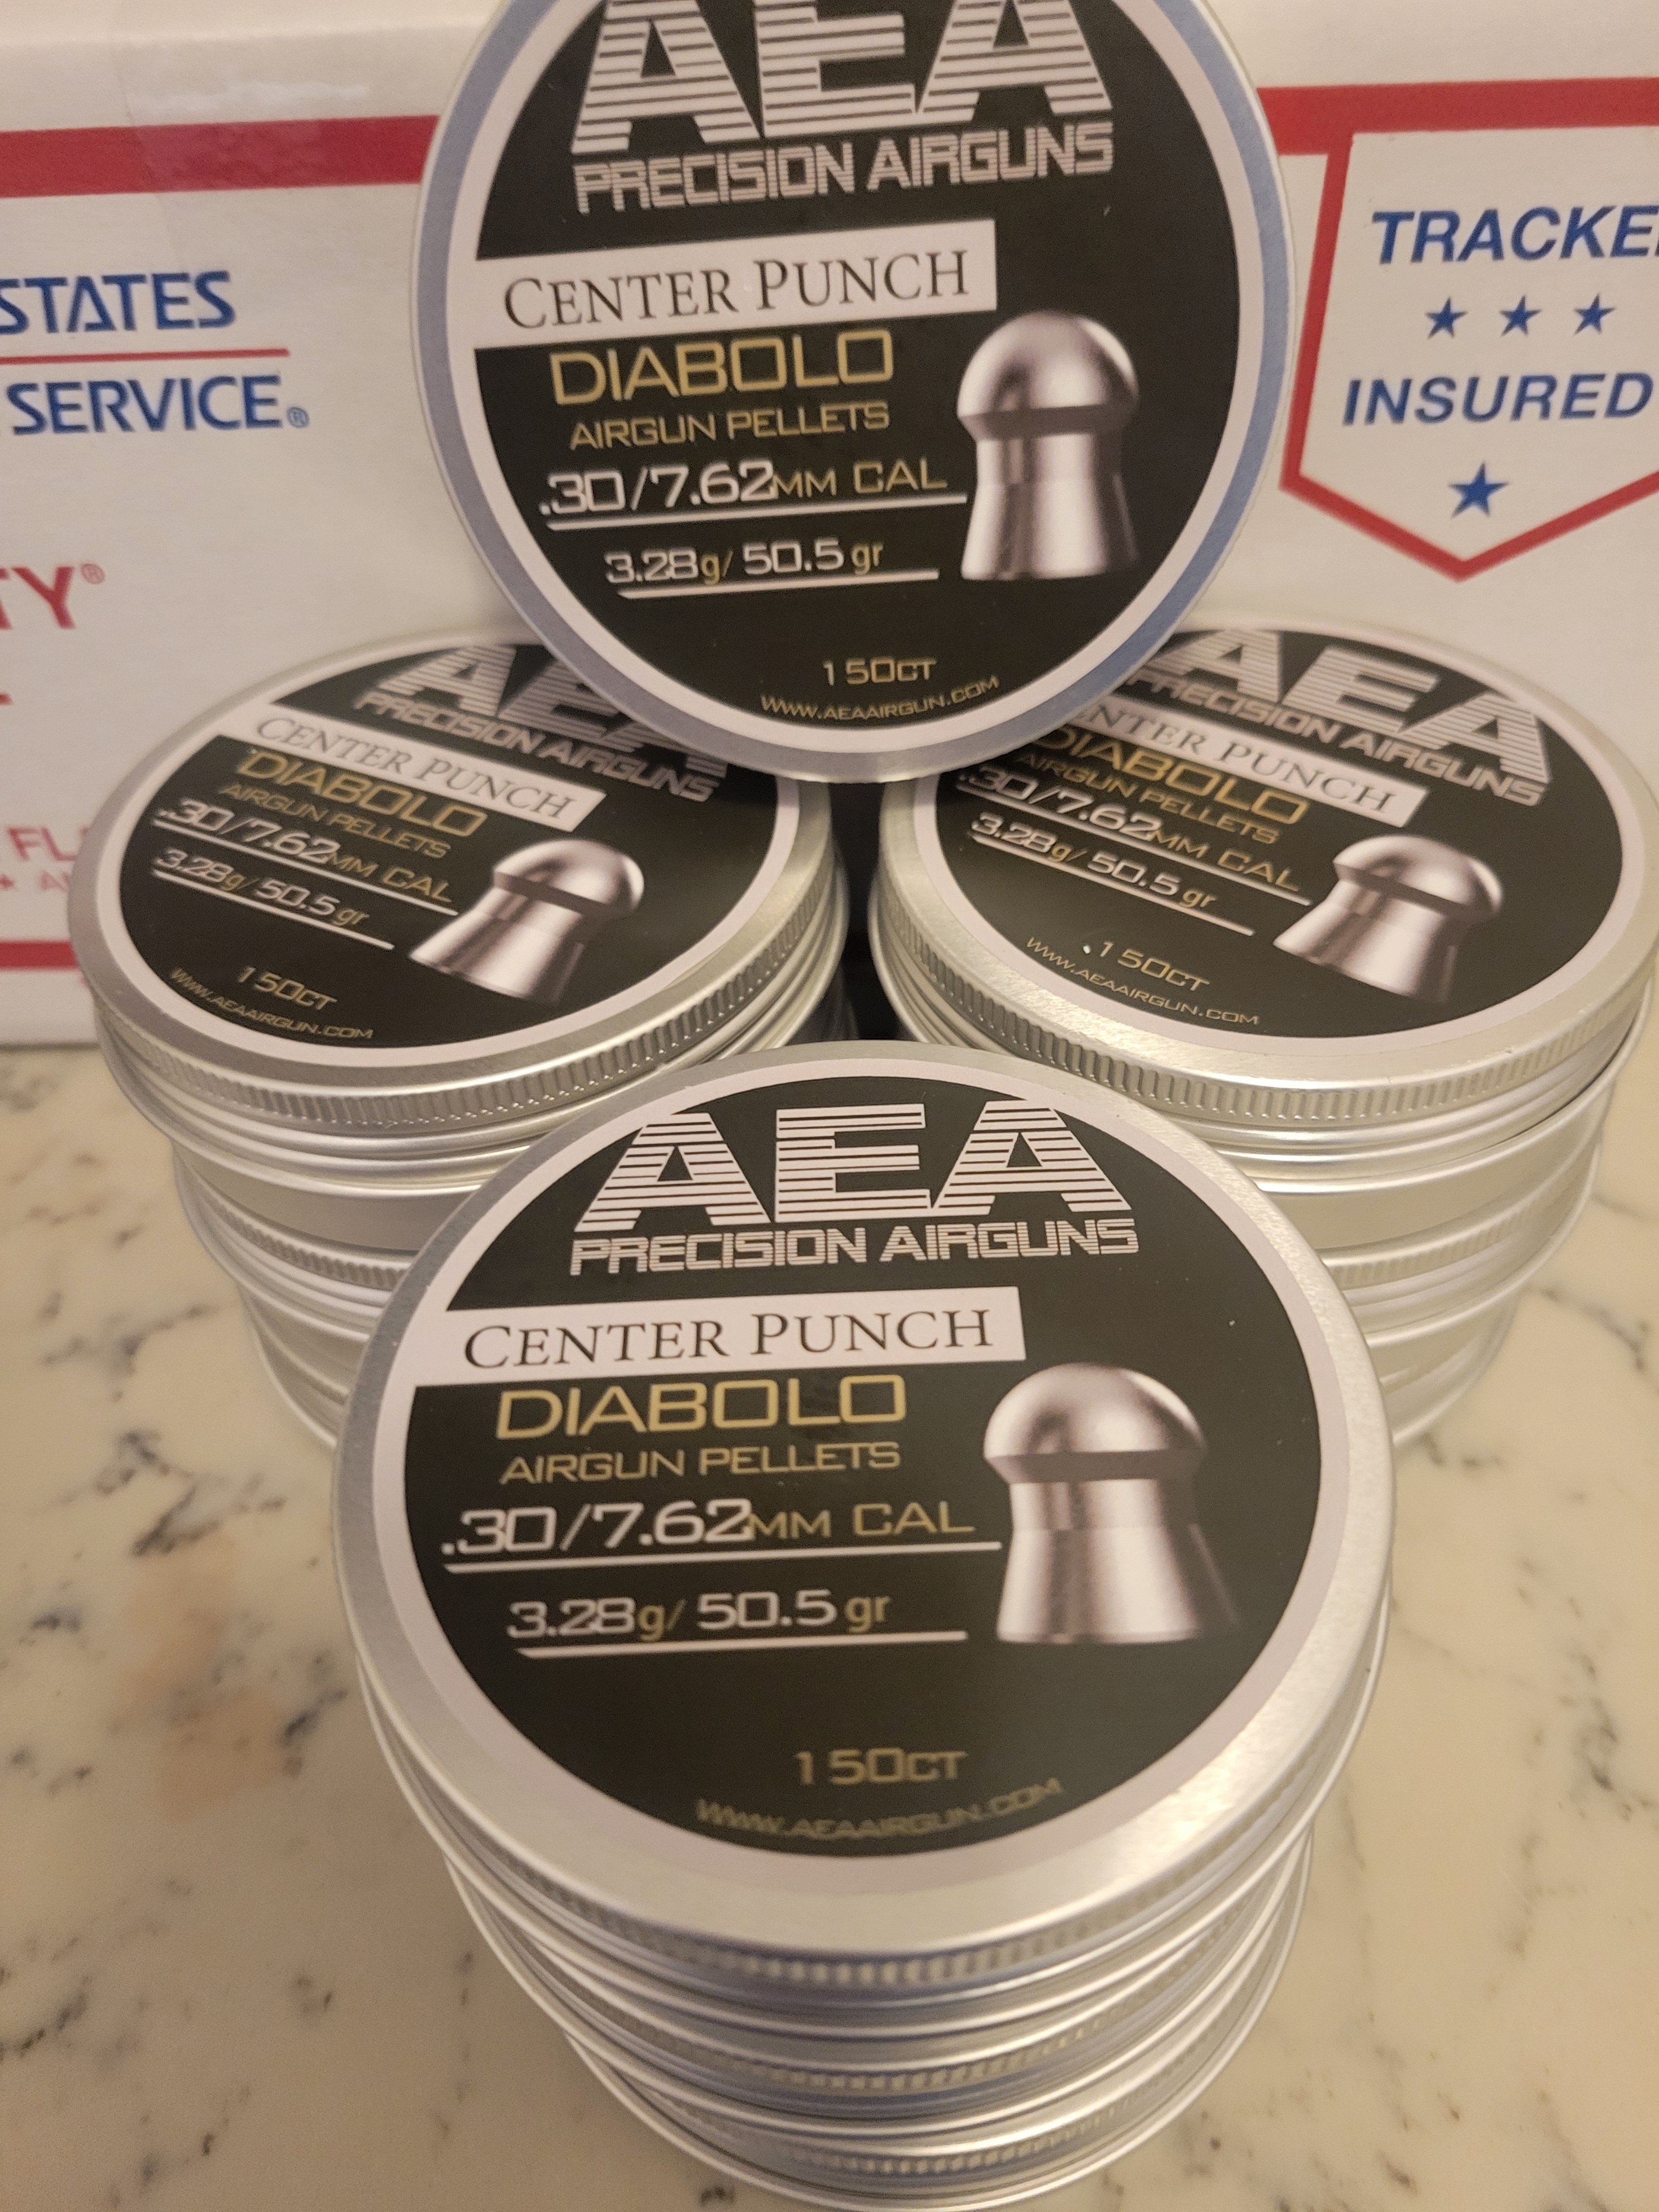 AEA
PRECISION AIRGUNS
CENTER PUNCH
DIABOLO
AIRGUN PELLETS
.30/7.62MM CAL
3.28g/ 50.5 gr
150CT
WWW.AEAAIRGUN.COM
STATES
SERVICE®
TRACKE
★ ★ ★
INSURED
★
TY®
FL
AEA
PRECISION AIRGUNS
CENTER PUNCH
DIABOLO
AIRGUN PELLETS
.30/7.62MM CAL
3.28g/ 50.5 gr
150CT
WWW.AEAAIRGUN.COM
AEA
PRECISION AIRGUNS
NTER PUNCH
DIABOLO
AIRGUN PELLETS
.30/7.62MM CAL
3.28g/ 50.5 gr
150CT
WWW.AEAAIRGUN.COM
AEA
PRECISION AIRGUNS
CENTER PUNCH
DIABOLO
AIRGUN PELLETS
.30/7.62MM CAL
3.28g/ 50.5 gr
150CT
WWW.AEAAIRGUN.COM